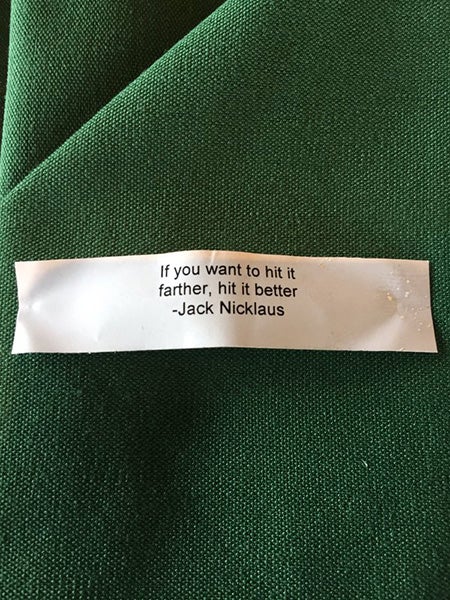 If you want to hit it
farther, hit it better
-Jack Nicklaus